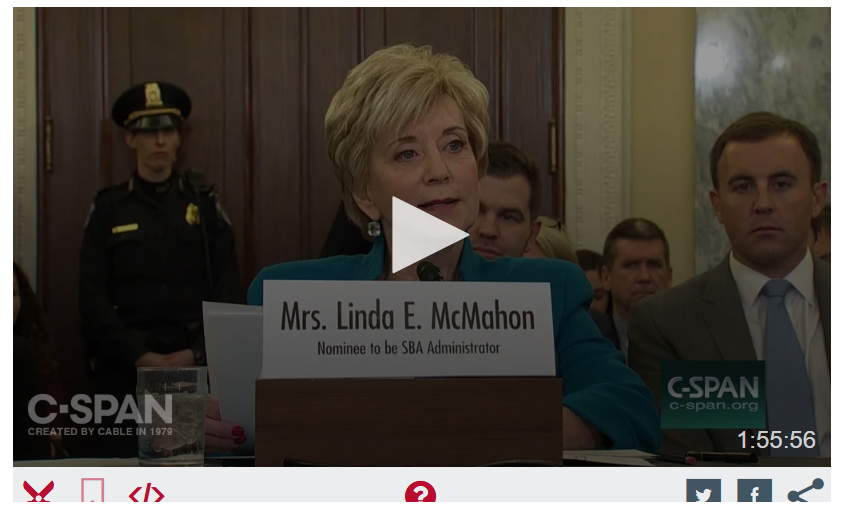 Mrs. Linda E. McMahon
Nominee to be SBA Administrator
C-SPAN
CREATED BY CABLE IN 1979
C-SPAN
c-span.org
1:55:56